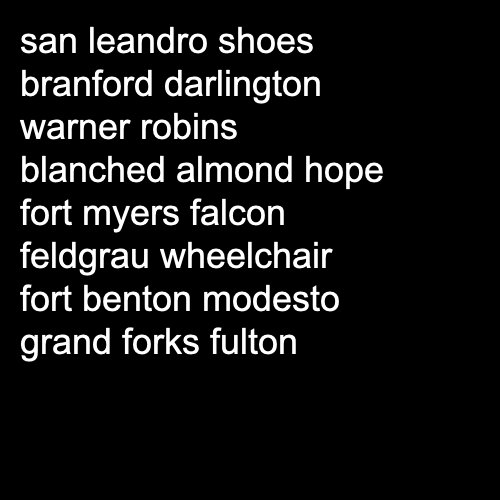 san leandro shoes
branford darlington
warner robins
blanched almond hope
fort myers falcon
feldgrau wheelchair
fort benton modesto
grand forks fulton